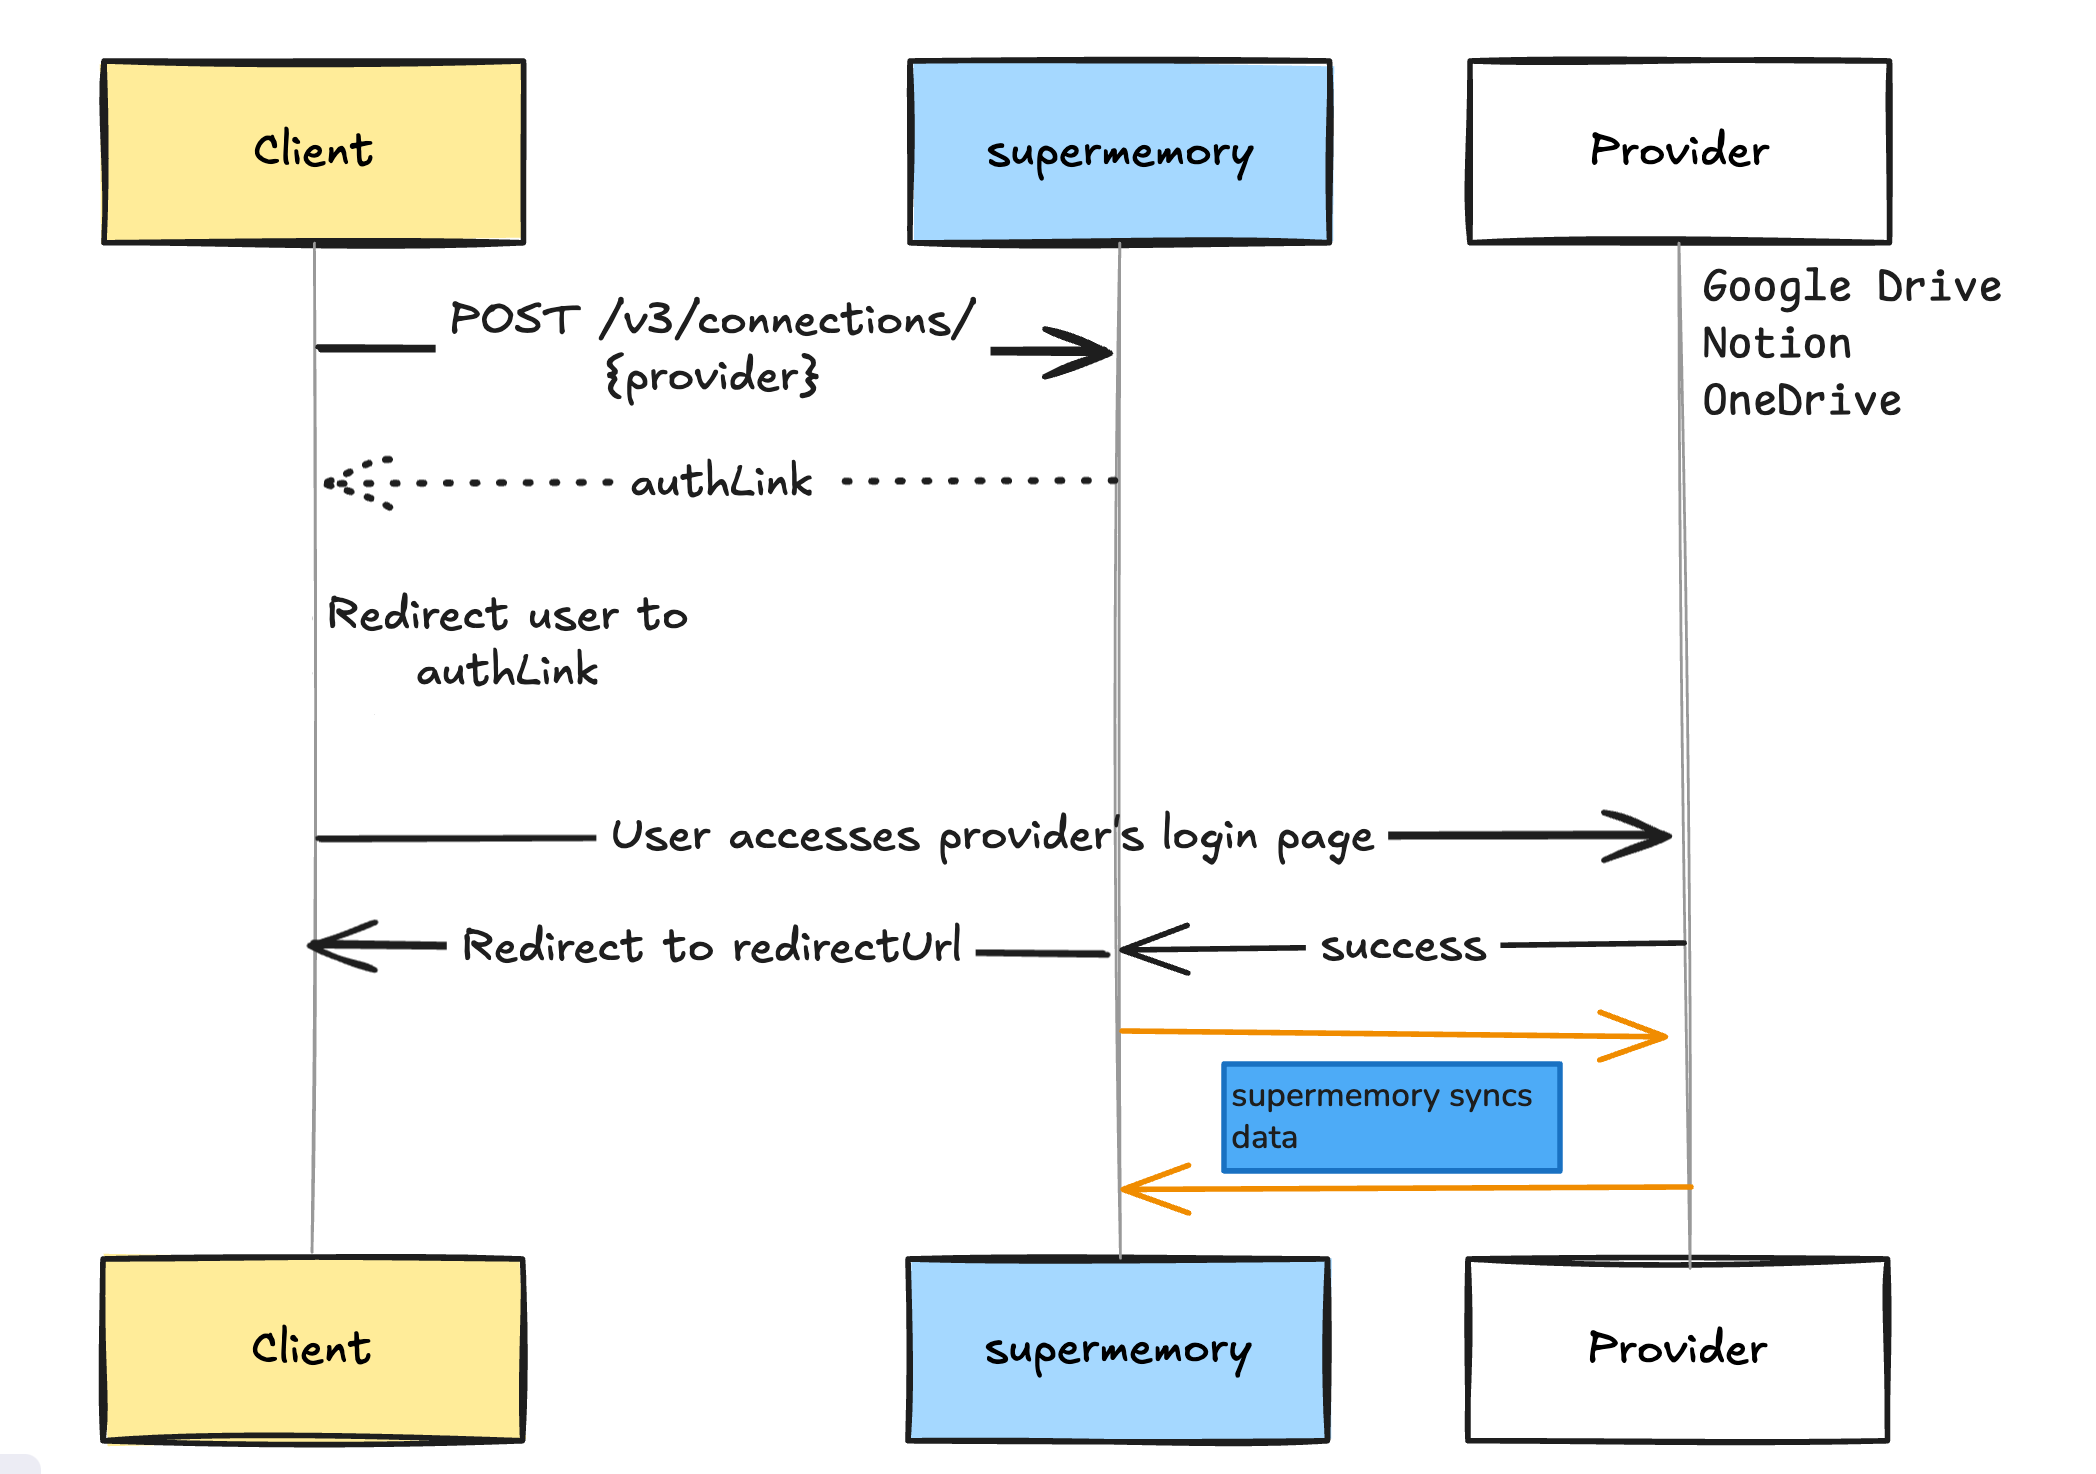 Client
supermemory
Provider
Google Drive
Notion
OneDrive
POST /v3/connections/
{provider}
authLink
Redirect user to
authLink
User accesses provider's login page
Redirect to redirectUrl
success
supermemory syncs
data
Client
supermemory
Provider